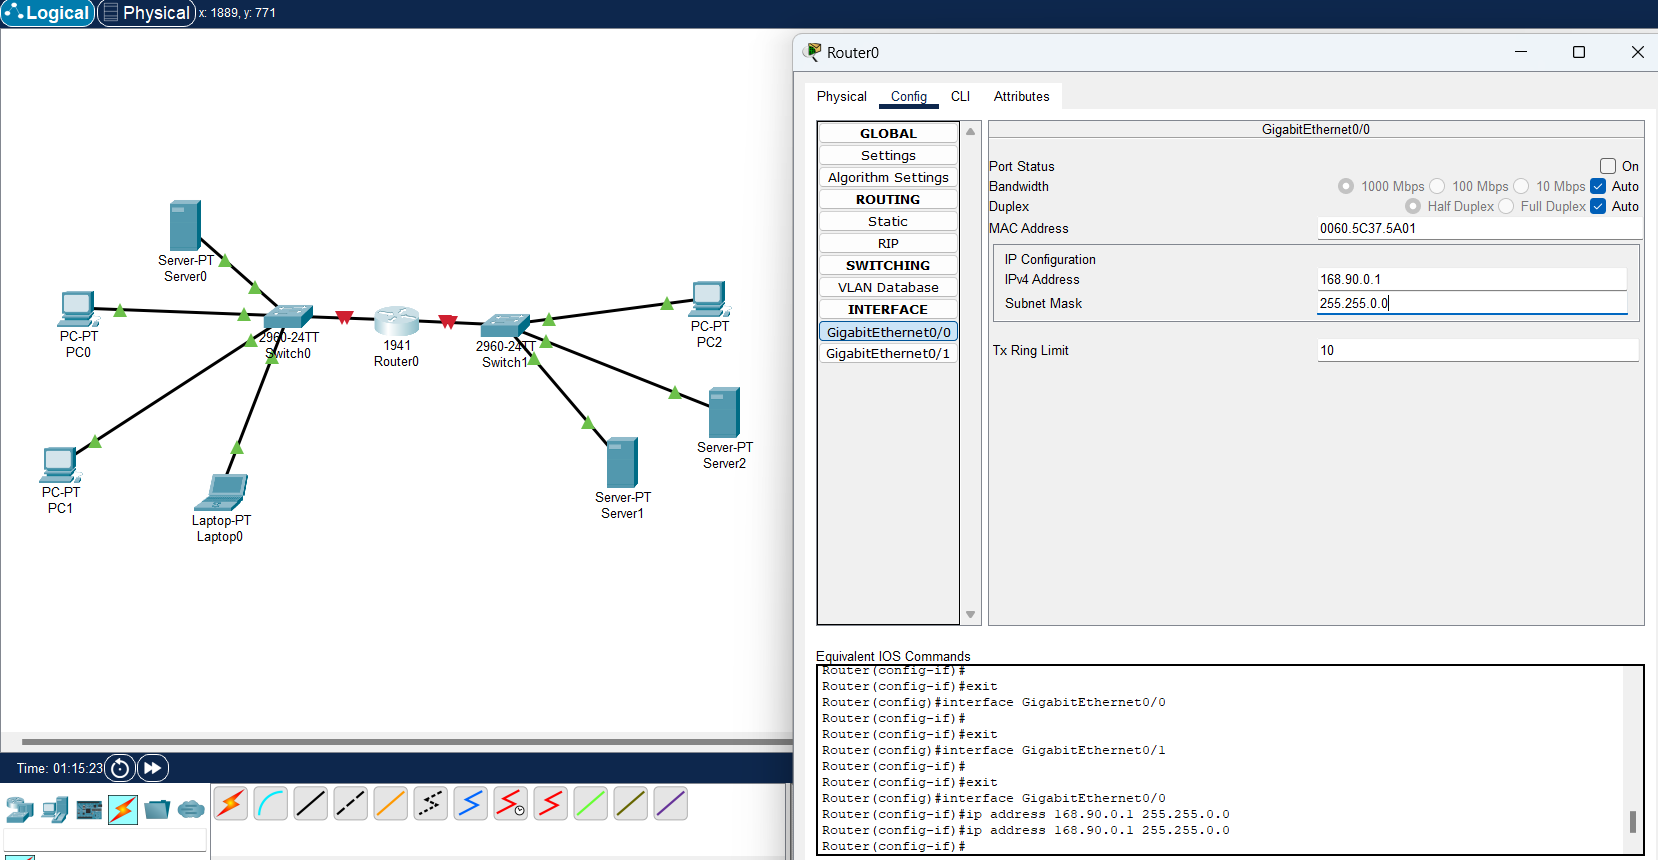 Logical Physical x: 1889, y: 771
Router0
Physical Config CLI Attributes
GLOBAL
Settings
Algorithm Settings
ROUTING
Static
RIP
SWITCHING
VLAN Database
INTERFACE
GigabitEthernet0/0
GigabitEthernet0/1
GigabitEthernet0/0
Port Status On
Bandwidth 1000 Mbps 100 Mbps 10 Mbps Auto
Duplex Half Duplex Full Duplex Auto
MAC Address 0060.5C37.5A01
IP Configuration
IPv4 Address 168.90.0.1
Subnet Mask 255.255.0.0
Tx Ring Limit 10
Server-PT
Server0
PC-PT
PC0
2960-24TT
Switch0
1941
Router0
2960-24TT
Switch1
PC-PT
PC2
Server-PT
Server2
PC-PT
PC1
Laptop-PT
Laptop0
Server-PT
Server1
Equivalent IOS Commands
Router(config-if)#
Router(config-if)#exit
Router(config)#interface GigabitEthernet0/0
Router(config-if)#
Router(config-if)#exit
Router(config)#interface GigabitEthernet0/1
Router(config-if)#
Router(config-if)#exit
Router(config)#interface GigabitEthernet0/0
Router(config-if)#ip address 168.90.0.1 255.255.0.0
Router(config-if)#ip address 168.90.0.1 255.255.0.0
Router(config-if)#
Time: 01:15:23